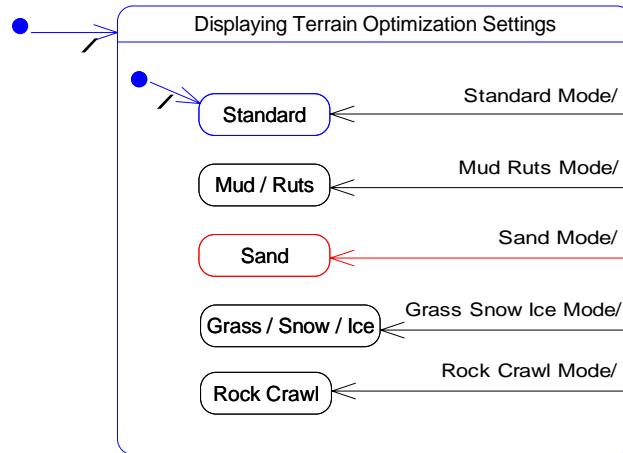 Displaying Terrain Optimization Settings
/
/
Standard
Standard Mode/
Mud / Ruts
Mud Ruts Mode/
Sand
Sand Mode/
Grass / Snow / Ice
Grass Snow Ice Mode/
Rock Crawl
Rock Crawl Mode/